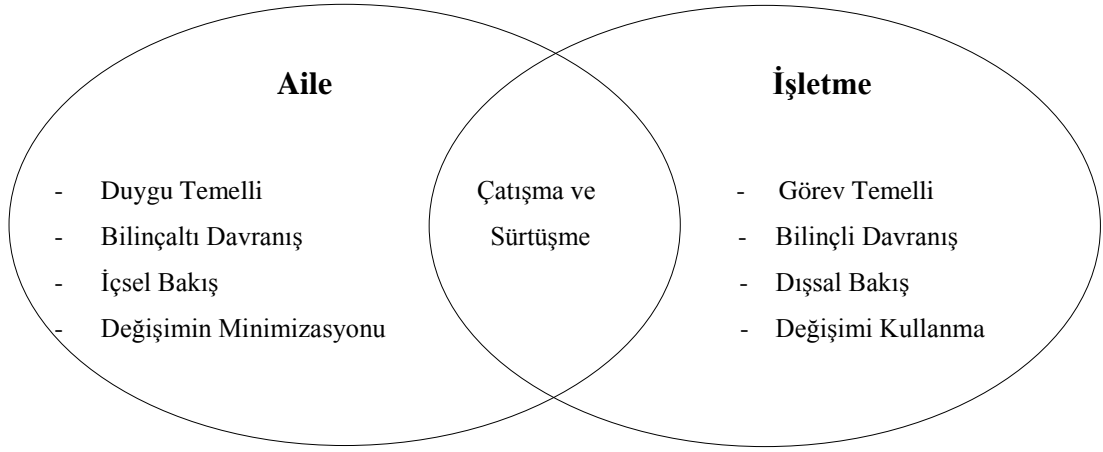 Aile
- Duygu Temelli
- Bilinçaltı Davranış
- İçsel Bakış
- Değişimin Minimizasyonu
Çatışma ve
Sürtüşme
İşletme
- Görev Temelli
- Bilinçli Davranış
- Dışsal Bakış
- Değişimi Kullanma